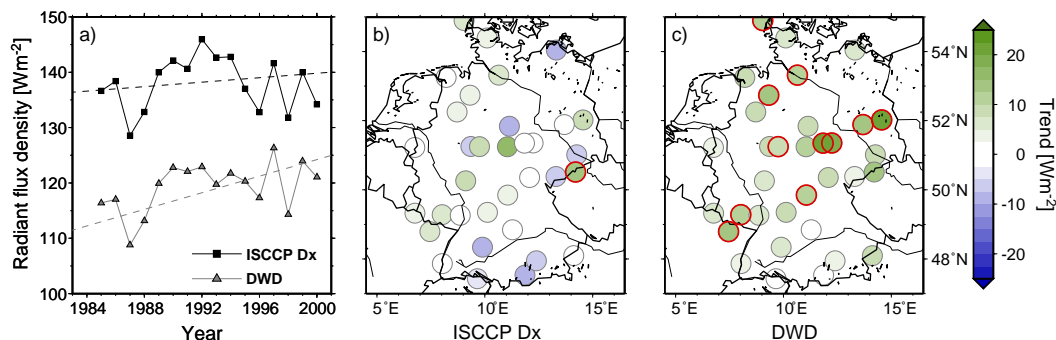 a)
b)
c)
Radiant flux density [Wm⁻²]
150
140
130
120
110
100
1984
1988
1992
1996
2000
Year
ISCCP Dx
DWD
5°E
10°E
15°E
ISCCP Dx
5°E
10°E
15°E
DWD
54°N
52°N
50°N
48°N
20
10
0
-10
-20
Trend [Wm⁻²]